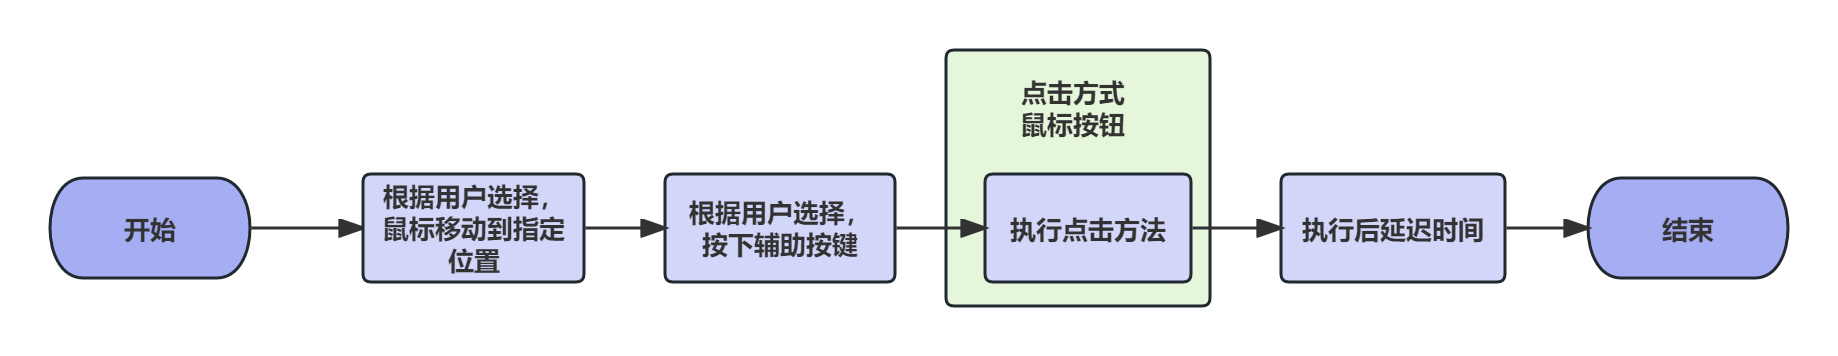 开始
根据用户选择，
鼠标移动到指定
位置
根据用户选择，
按下辅助按键
点击方式
鼠标按钮
执行点击方法
执行后延迟时间
结束